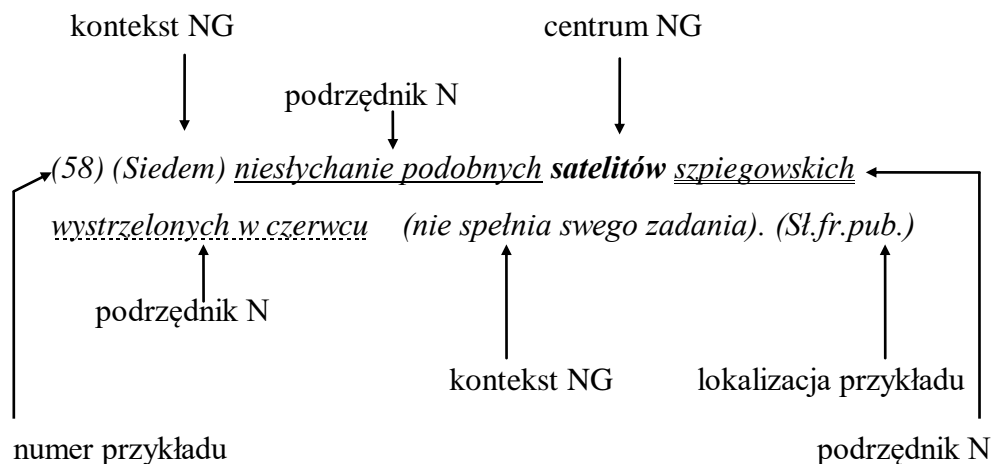 kontekst NG centrum NG
podrzędnik N
(58) (Siedem) niesłychanie podobnych satelitów szpiegowskich
wystrzelonych w czerwcu (nie spełnia swego zadania). (Sł.fr.pub.)
podrzędnik N
kontekst NG lokalizacja przykładu
numer przykładu podrzędnik N